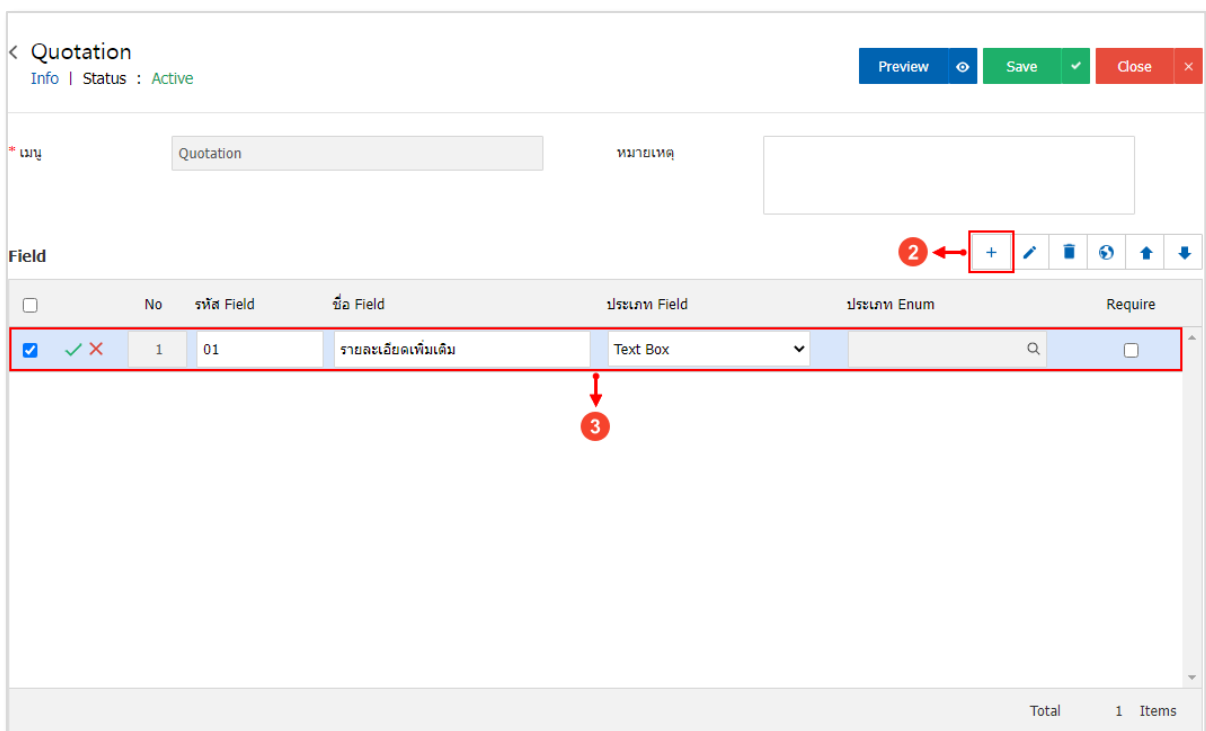 Quotation
Info | Status : Active
Preview
Save
Close
* เมนู
Quotation
หมายเหตุ
Field
2
No รหัส Field ชื่อ Field ประเภท Field ประเภท Enum Require
1 01 รายละเอียดเพิ่มเติม Text Box
3
Total 1 Items